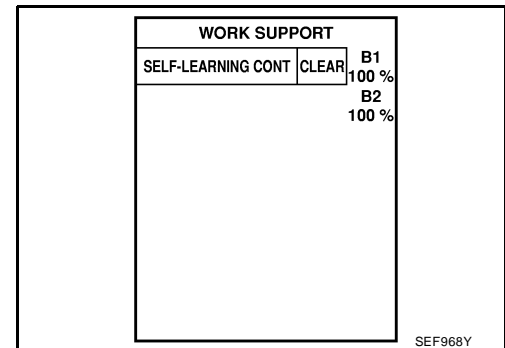 WORK SUPPORT
SELF-LEARNING CONT CLEAR B1
100 %
B2
100 %
SEF968Y